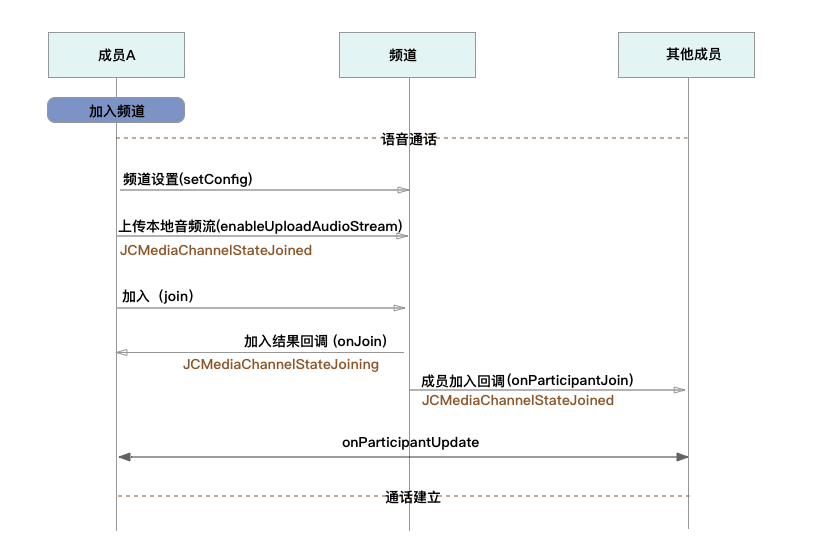 成员A
频道
其他成员
加入频道
语音通话
频道设置(setConfig)
上传本地音频流(enableUploadAudioStream)
JCMediaChannelStateJoined
加入（join）
加入结果回调 (onJoin)
JCMediaChannelStateJoining
成员加入回调(onParticipantJoin)
JCMediaChannelStateJoined
onParticipantUpdate
通话建立